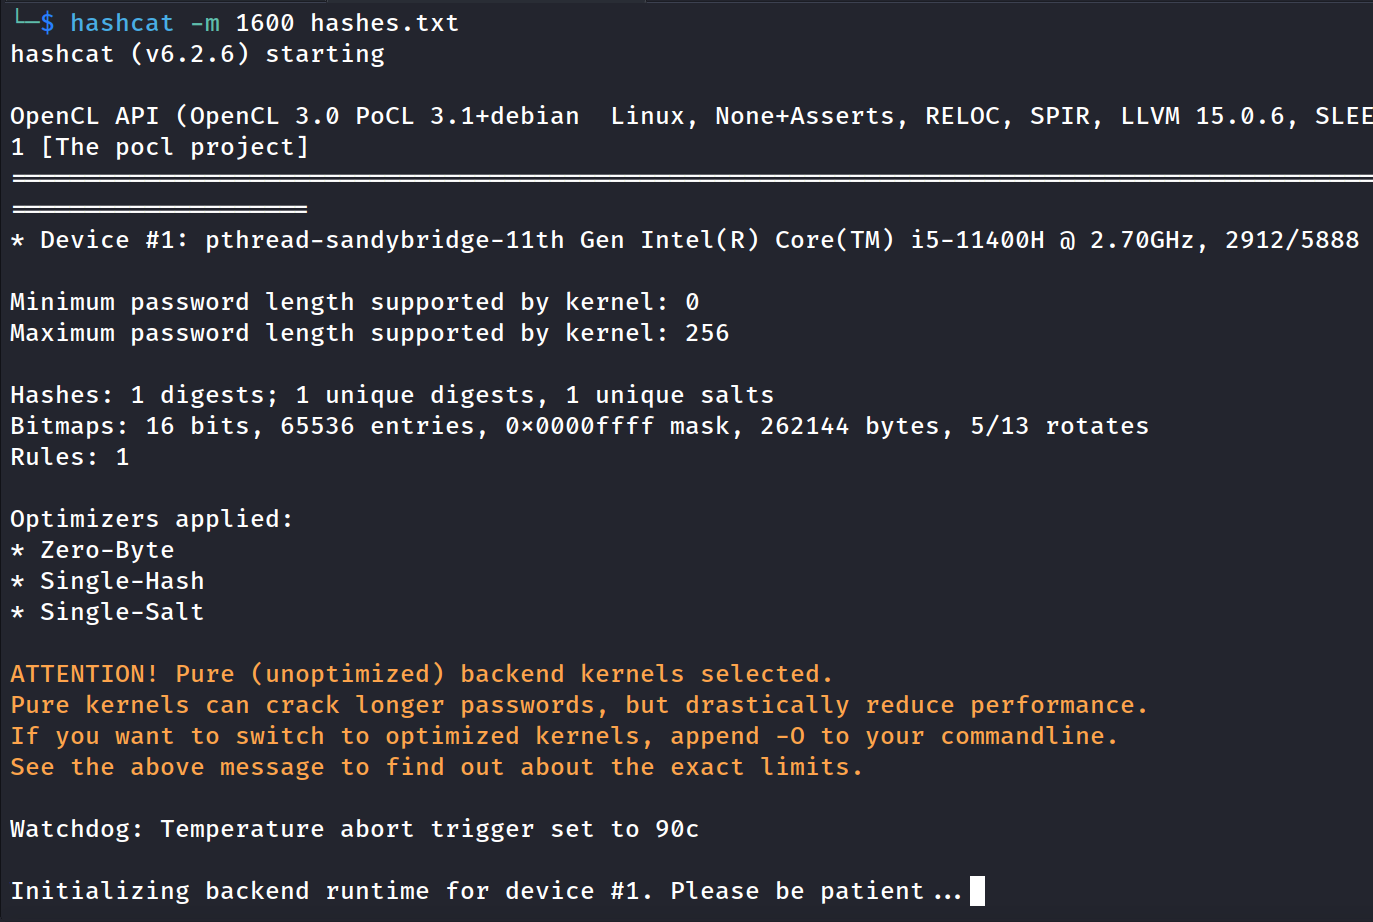 └─$ hashcat -m 1600 hashes.txt
hashcat (v6.2.6) starting
OpenCL API (OpenCL 3.0 PoCL 3.1+debian  Linux, None+Asserts, RELOC, SPIR, LLVM 15.0.6, SLEE
1 [The pocl project]
* Device #1: pthread-sandybridge-11th Gen Intel(R) Core(TM) i5-11400H @ 2.70GHz, 2912/5888
Minimum password length supported by kernel: 0
Maximum password length supported by kernel: 256
Hashes: 1 digests; 1 unique digests, 1 unique salts
Bitmaps: 16 bits, 65536 entries, 0x0000ffff mask, 262144 bytes, 5/13 rotates
Rules: 1
Optimizers applied:
* Zero-Byte
* Single-Hash
* Single-Salt
ATTENTION! Pure (unoptimized) backend kernels selected.
Pure kernels can crack longer passwords, but drastically reduce performance.
If you want to switch to optimized kernels, append -O to your commandline.
See the above message to find out about the exact limits.
Watchdog: Temperature abort trigger set to 90c
Initializing backend runtime for device #1. Please be patient...